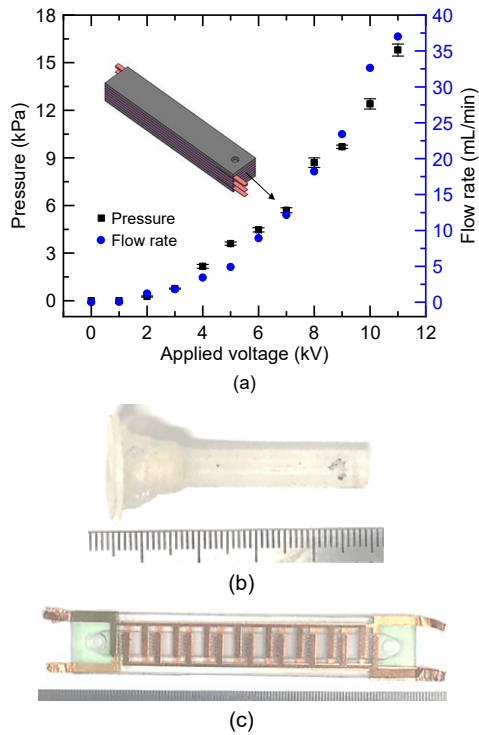 18
15
12
9
6
3
0
Pressure (kPa)
40
35
30
25
20
15
10
5
0
Flow rate (mL/min)
Pressure
Flow rate
0 2 4 6 8 10 12
Applied voltage (kV)
(a)
(b)
(c)